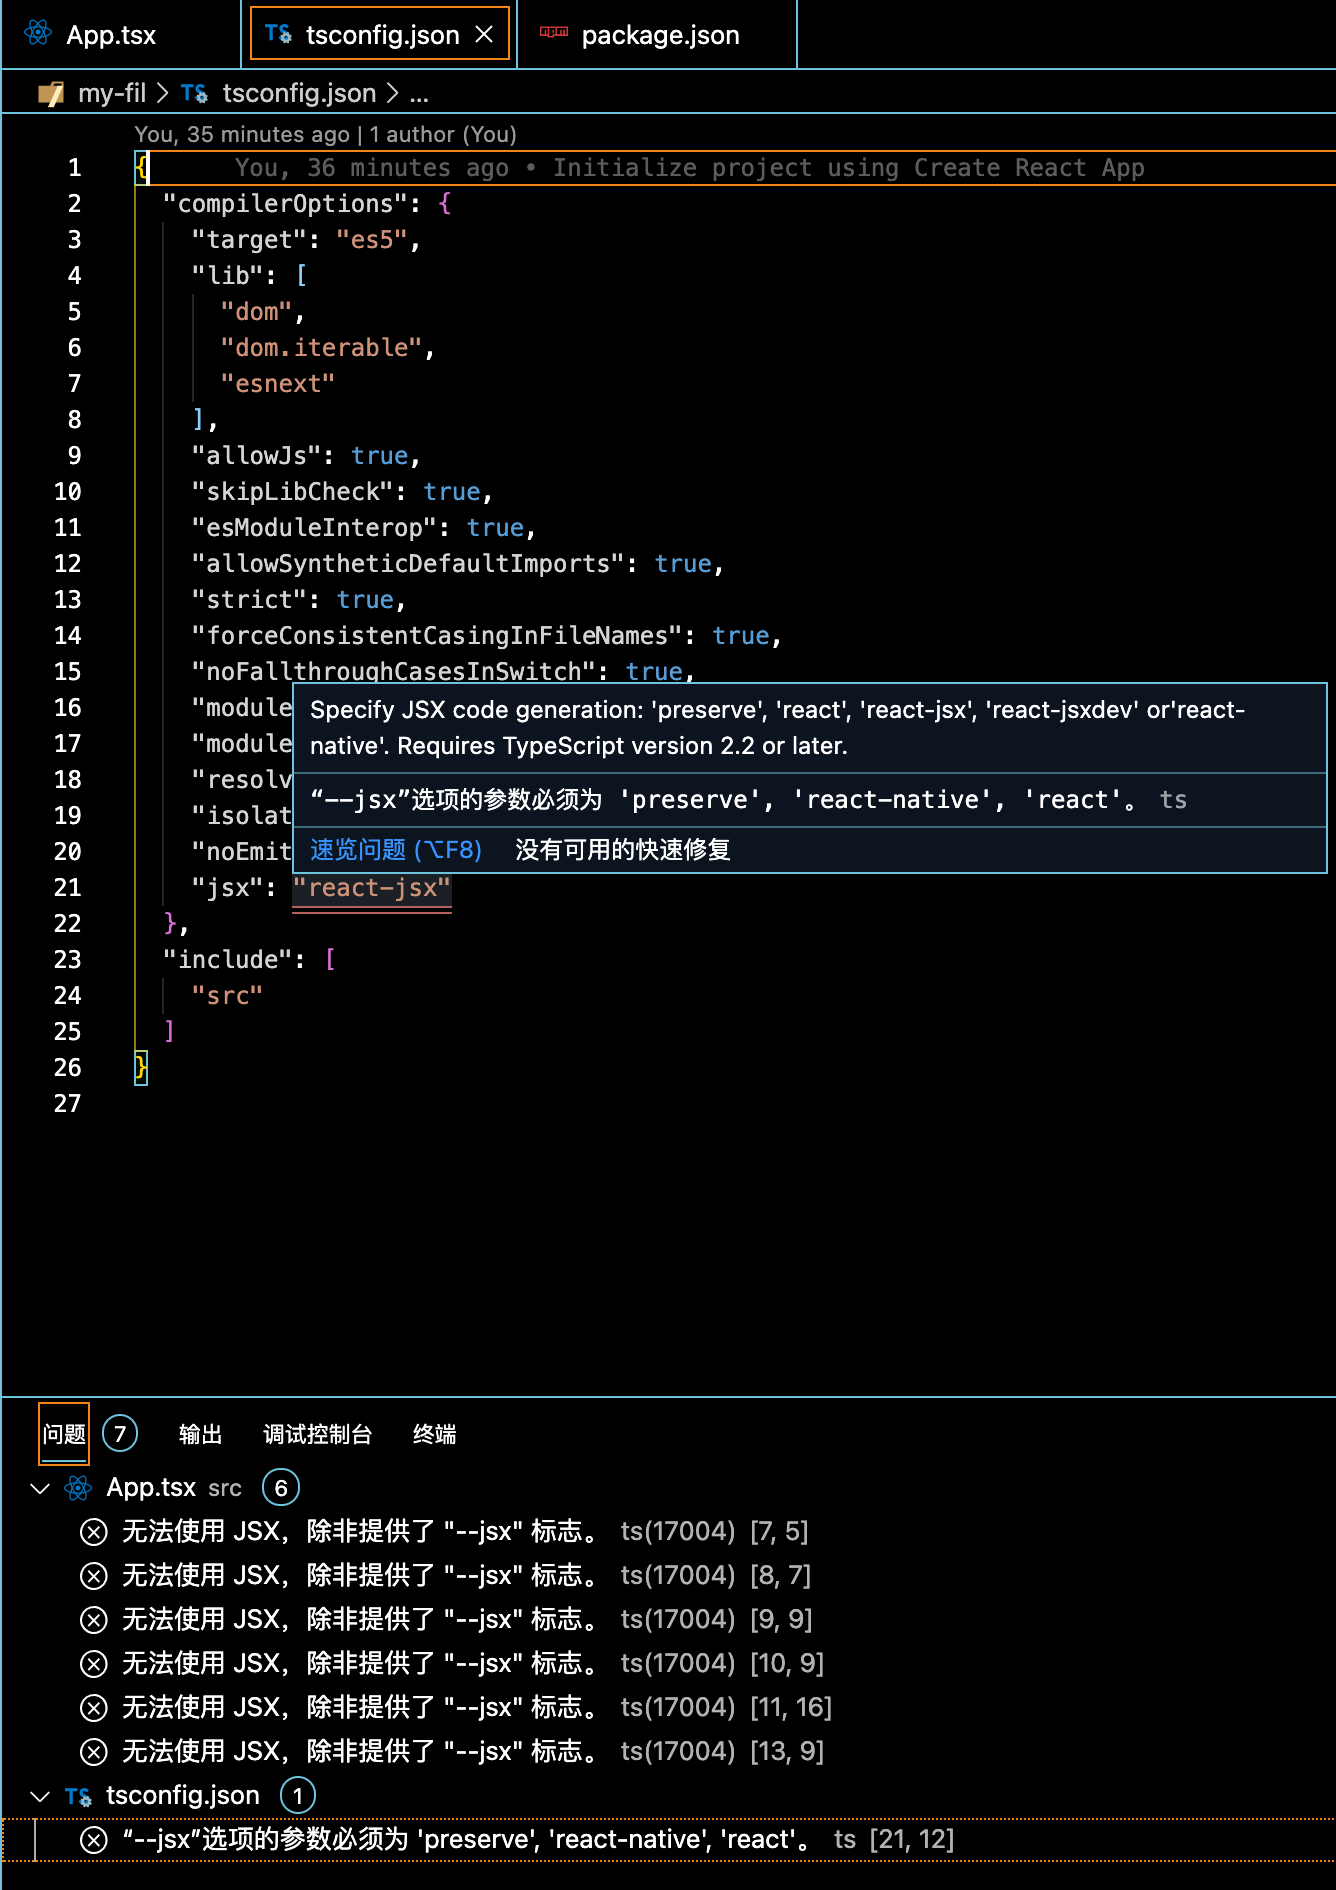 App.tsx
TS tsconfig.json
package.json
my-fil > TS tsconfig.json > ...
You, 35 minutes ago | 1 author (You)
1 { You, 36 minutes ago • Initialize project using Create React App
2 "compilerOptions": {
3 "target": "es5",
4 "lib": [
5 "dom",
6 "dom.iterable",
7 "esnext"
8 ],
9 "allowJs": true,
10 "skipLibCheck": true,
11 "esModuleInterop": true,
12 "allowSyntheticDefaultImports": true,
13 "strict": true,
14 "forceConsistentCasingInFileNames": true,
15 "noFallthroughCasesInSwitch": true,
16 "module
17 "module
18 "resolv
19 "isolat
20 "noEmit
Specify JSX code generation: 'preserve', 'react', 'react-jsx', 'react-jsxdev' or'react-
native'. Requires TypeScript version 2.2 or later.
“--jsx”选项的参数必须为 'preserve', 'react-native', 'react'。 ts
速览问题 (⌥F8) 没有可用的快速修复
21 "jsx": "react-jsx"
22 },
23 "include": [
24 "src"
25 ]
26 }
27
问题 7 输出 调试控制台 终端
App.tsx src 6
无法使用 JSX，除非提供了 "--jsx" 标志。 ts(17004) [7, 5]
无法使用 JSX，除非提供了 "--jsx" 标志。 ts(17004) [8, 7]
无法使用 JSX，除非提供了 "--jsx" 标志。 ts(17004) [9, 9]
无法使用 JSX，除非提供了 "--jsx" 标志。 ts(17004) [10, 9]
无法使用 JSX，除非提供了 "--jsx" 标志。 ts(17004) [11, 16]
无法使用 JSX，除非提供了 "--jsx" 标志。 ts(17004) [13, 9]
TS tsconfig.json 1
“--jsx”选项的参数必须为 'preserve', 'react-native', 'react'。 ts [21, 12]